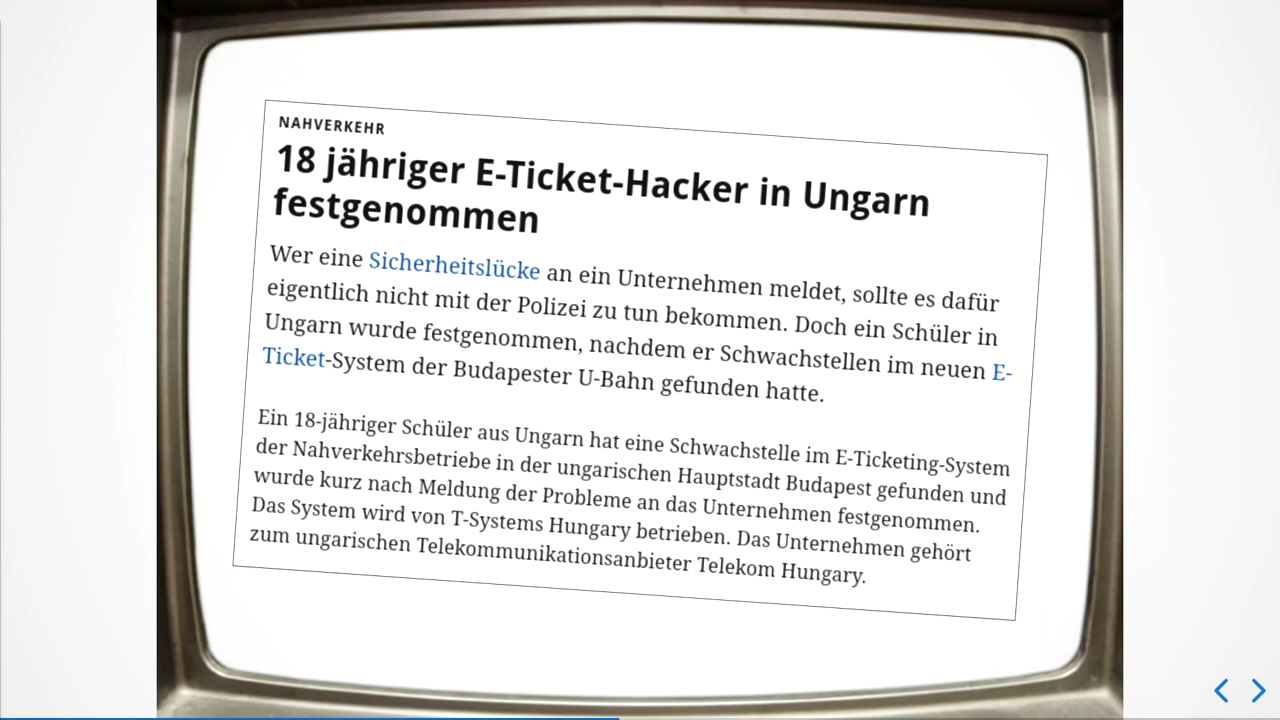 NAHVERKEHR
18 jähriger E-Ticket-Hacker in Ungarn
festgenommen
Wer eine Sicherheitslücke an ein Unternehmen meldet, sollte es dafür
eigentlich nicht mit der Polizei zu tun bekommen. Doch ein Schüler in
Ungarn wurde festgenommen, nachdem er Schwachstellen im neuen E-
Ticket-System der Budapester U-Bahn gefunden hatte.
Ein 18-jähriger Schüler aus Ungarn hat eine Schwachstelle im E-Ticketing-System
der Nahverkehrsbetriebe in der ungarischen Hauptstadt Budapest gefunden und
wurde kurz nach Meldung der Probleme an das Unternehmen festgenommen.
Das System wird von T-Systems Hungary betrieben. Das Unternehmen gehört
zum ungarischen Telekommunikationsanbieter Telekom Hungary.